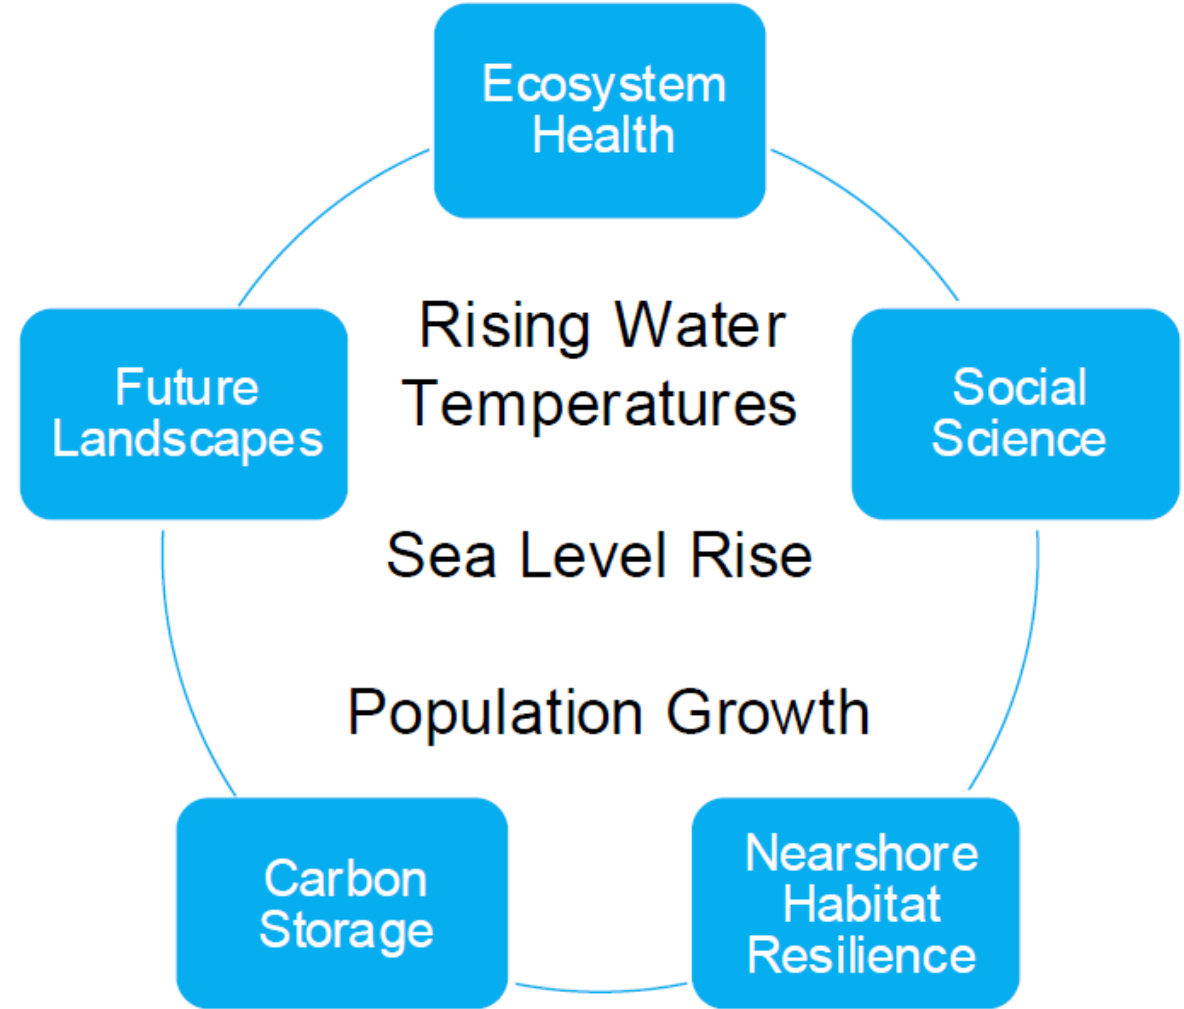 Ecosystem
Health
Rising Water
Temperatures
Future
Landscapes
Social
Science
Sea Level Rise
Population Growth
Carbon
Storage
Nearshore
Habitat
Resilience